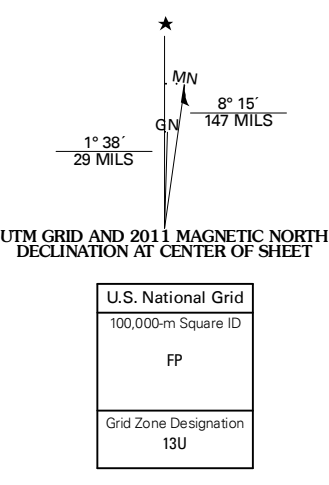 MN
8° 15´
147 MILS
GN
1° 38´
29 MILS
UTM GRID AND 2011 MAGNETIC NORTH
DECLINATION AT CENTER OF SHEET
U.S. National Grid
100,000-m Square ID
FP
Grid Zone Designation
13U